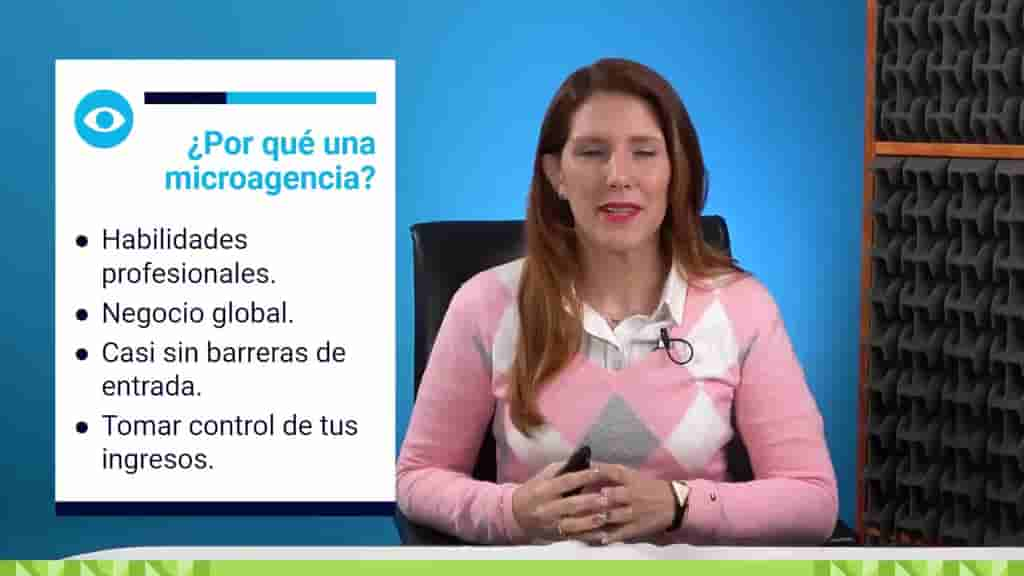 ¿Por qué una
microagencia?
● Habilidades
profesionales.
● Negocio global.
● Casi sin barreras de
entrada.
● Tomar control de tus
ingresos.